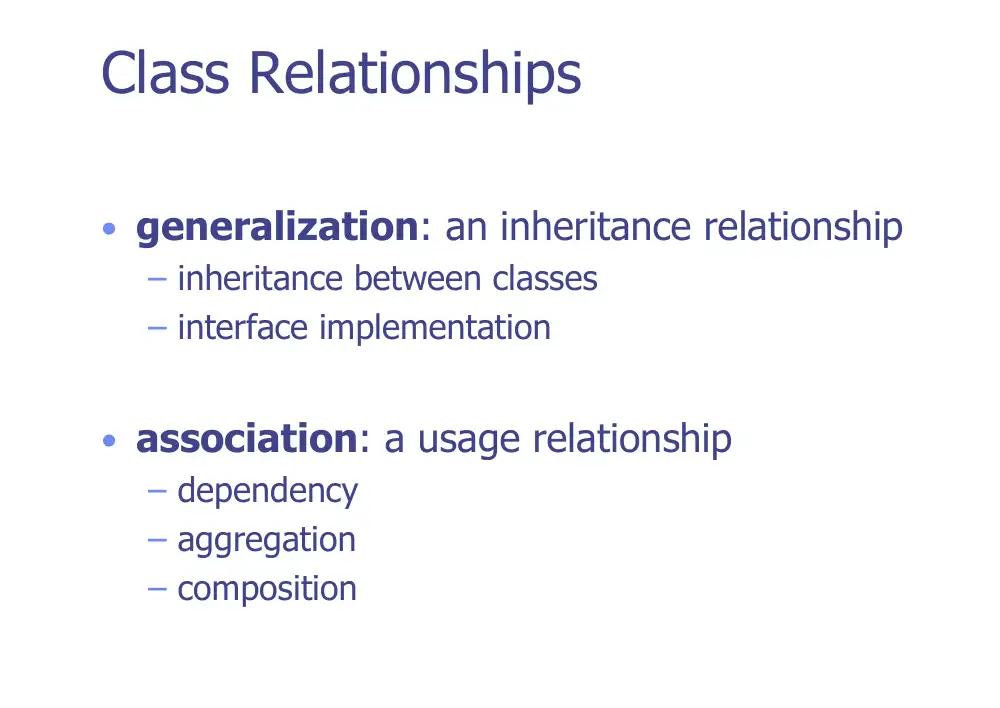 Class Relationships
• generalization: an inheritance relationship
– inheritance between classes
– interface implementation
• association: a usage relationship
– dependency
– aggregation
– composition